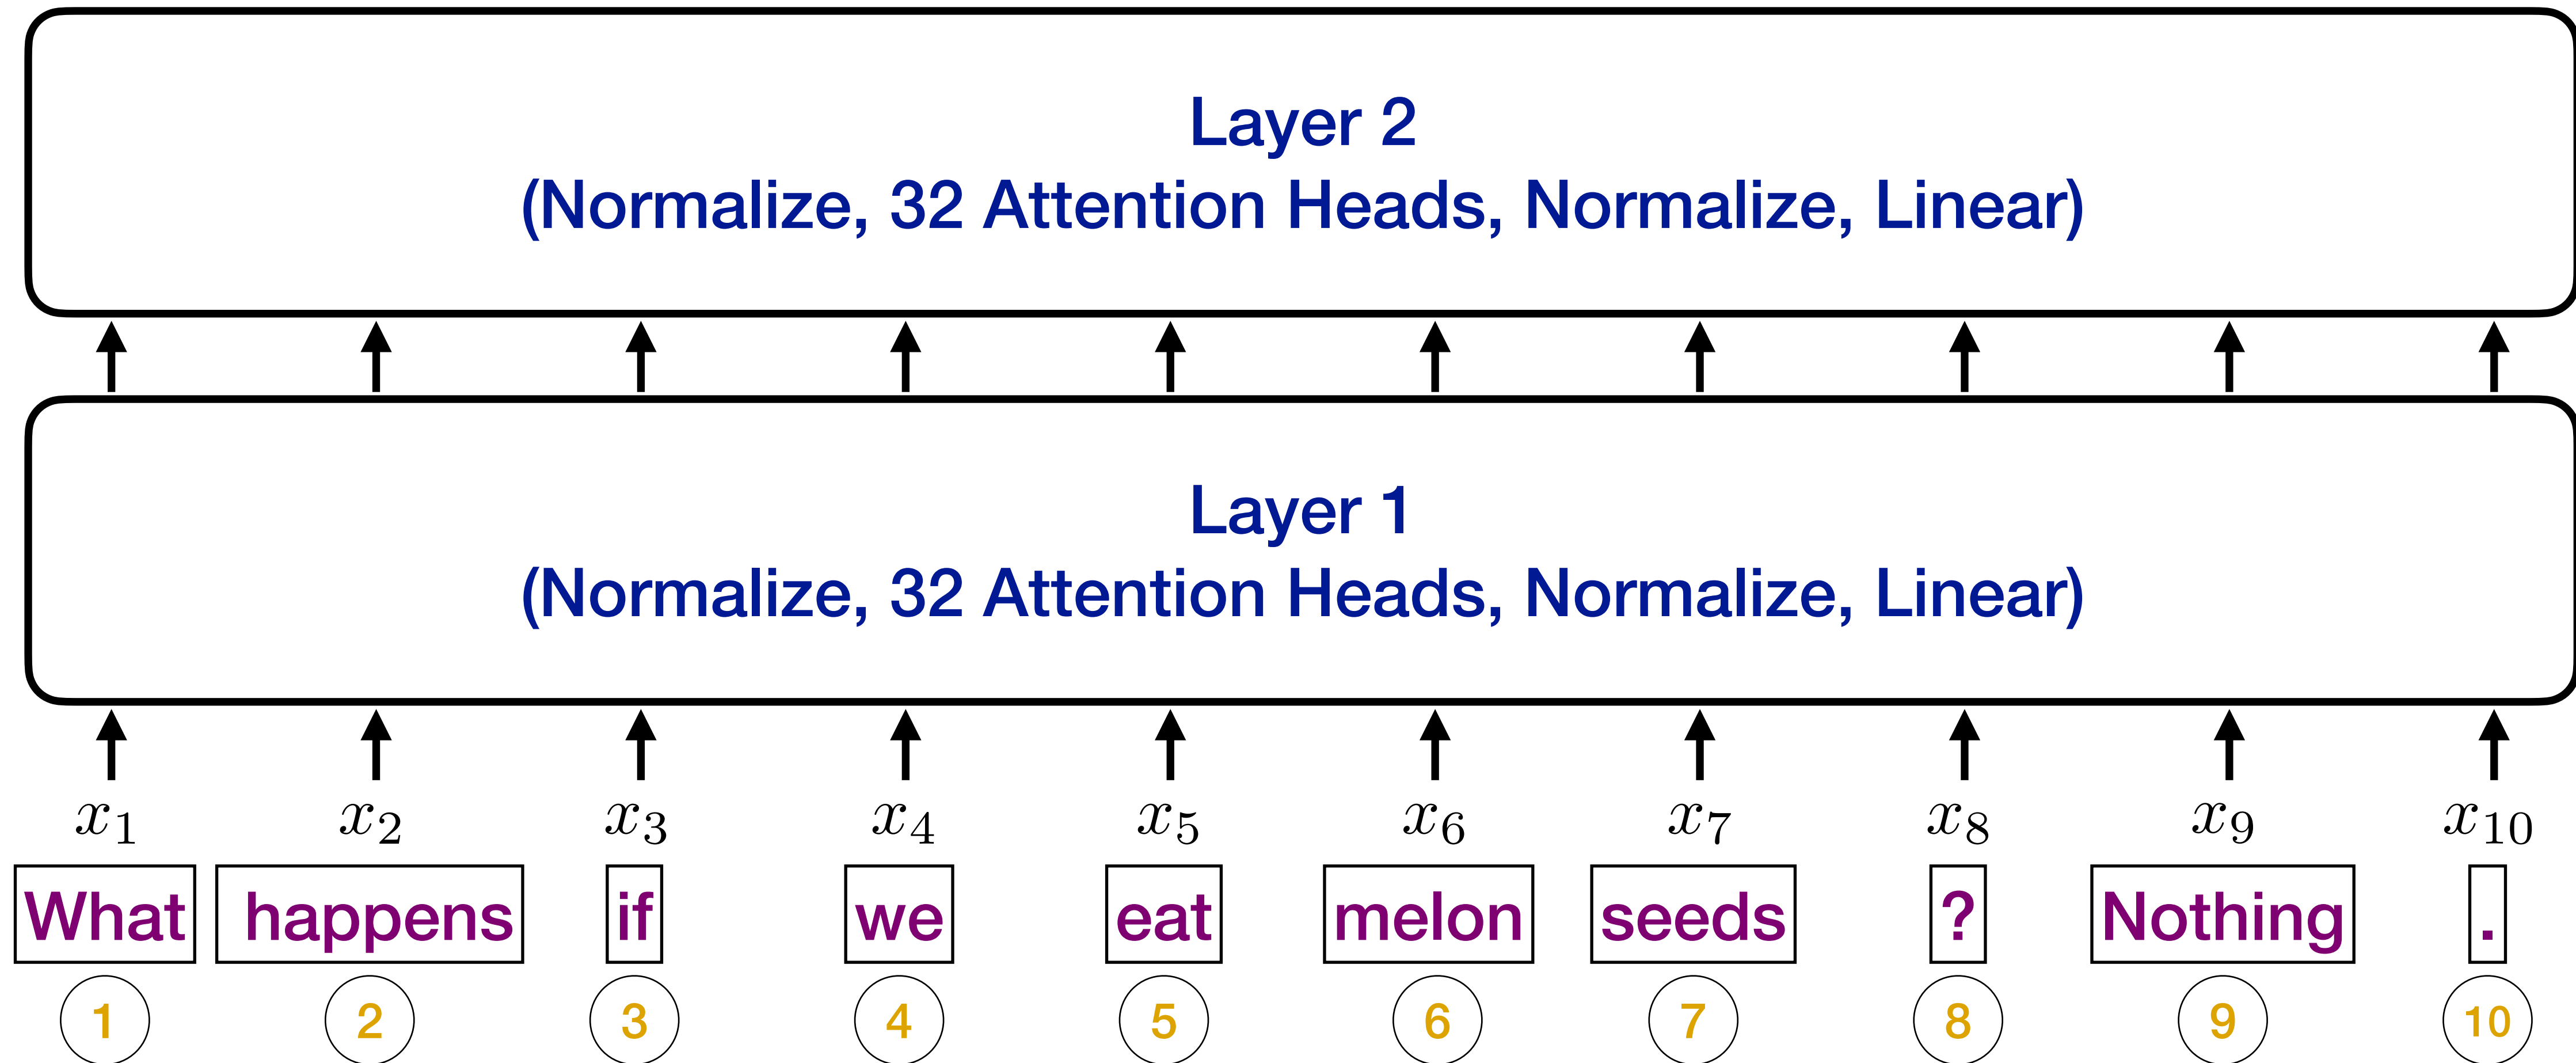 Layer 2
(Normalize, 32 Attention Heads, Normalize, Linear)
Layer 1
(Normalize, 32 Attention Heads, Normalize, Linear)
x₁ x₂ x₃ x₄ x₅ x₆ x₇ x₈ x₉ x₁₀
What happens if we eat melon seeds ? Nothing .
1 2 3 4 5 6 7 8 9 10